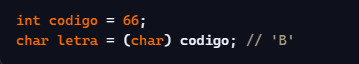 int codigo = 66;
char letra = (char) codigo; // 'B'